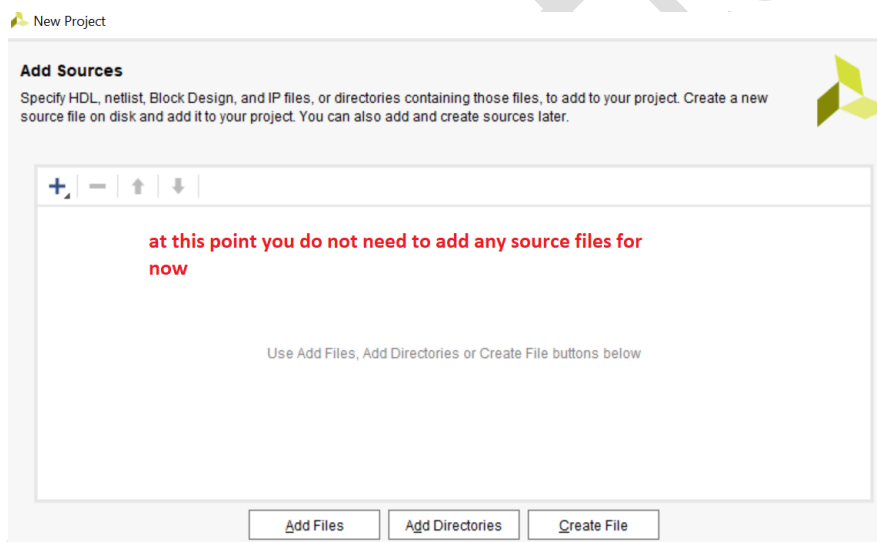 New Project
Add Sources
Specify HDL, netlist, Block Design, and IP files, or directories containing those files, to add to your project. Create a new
source file on disk and add it to your project. You can also add and create sources later.
at this point you do not need to add any source files for
now
Use Add Files, Add Directories or Create File buttons below
Add Files
Add Directories
Create File